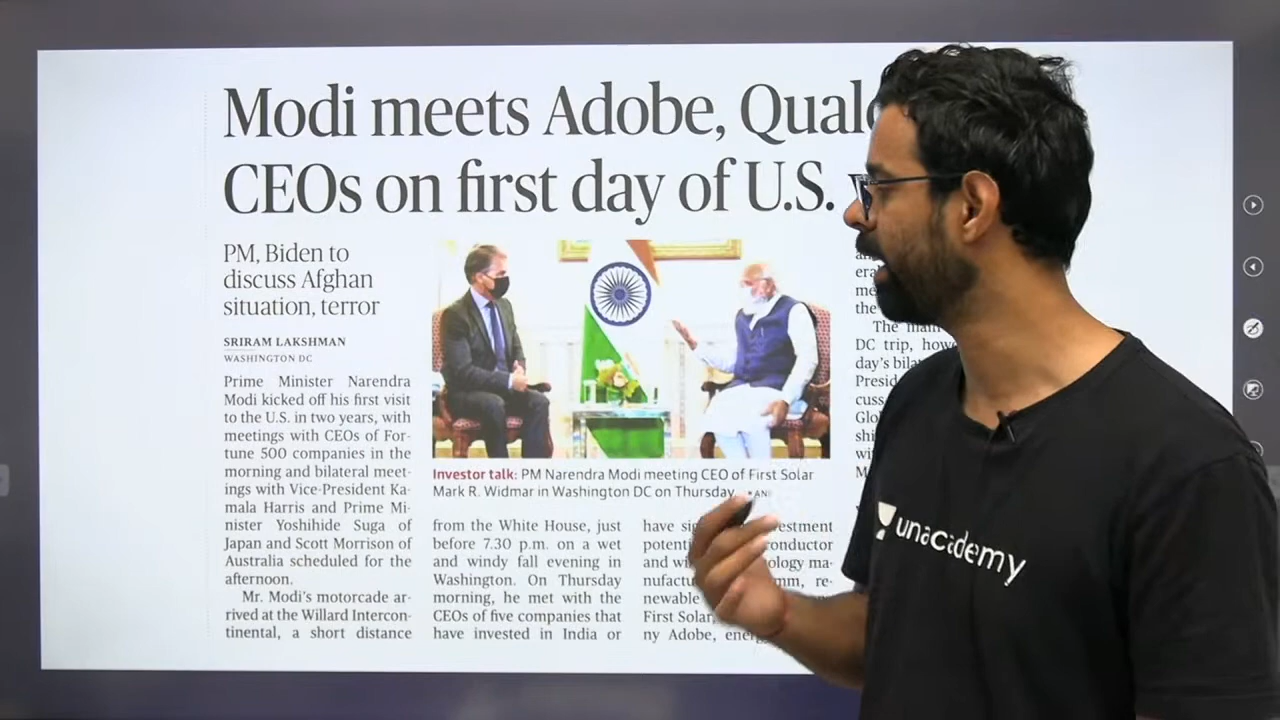 Modi meets Adobe,
CEOs on first day of U.S.
PM, Biden to
discuss Afghan
situation, terror
SRIRAM LAKSHMAN
WASHINGTON DC
Prime Minister Narendra
Modi kicked off his first visit
to the U.S. in two years, with
meetings with CEOs of For-
tune 500 companies in the
morning and bilateral meet-
ings with Vice-President Ka-
mala Harris and Prime Mi-
nister Yoshihide Suga of
Japan and Scott Morrison of
Australia scheduled for the
afternoon.
Mr. Modi's motorcade ar-
rived at the Willard Intercon-
tinental, a short distance
Investor talk: PM Narendra Modi meeting CEO of First Solar
Mark R. Widmar in Washington DC on Thursday. ANI
from the White House, just
before 7.30 p.m. on a wet
and windy fall evening in
Washington. On Thursday
morning, he met with the
CEOs of five companies that
have invested in India or
have
newable
First Solar,
ny Adobe,
the
The main
DC trip,
day's
unacademy